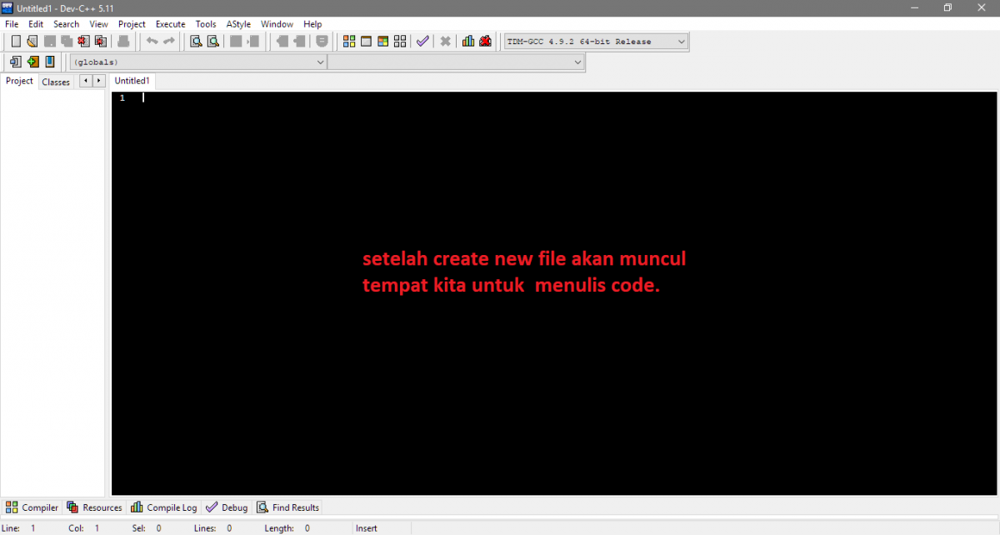 Untitled1 - Dev-C++ 5.11
File Edit Search View Project Execute Tools AStyle Window Help
TDM-GCC 4.9.2 64-bit Release
(globals)
Project Classes Untitled1
1
setelah create new file akan muncul
tempat kita untuk menulis code.
Compiler Resources Compile Log Debug Find Results
Line: 1 Col: 1 Sel: 0 Lines: 0 Length: 0 Insert